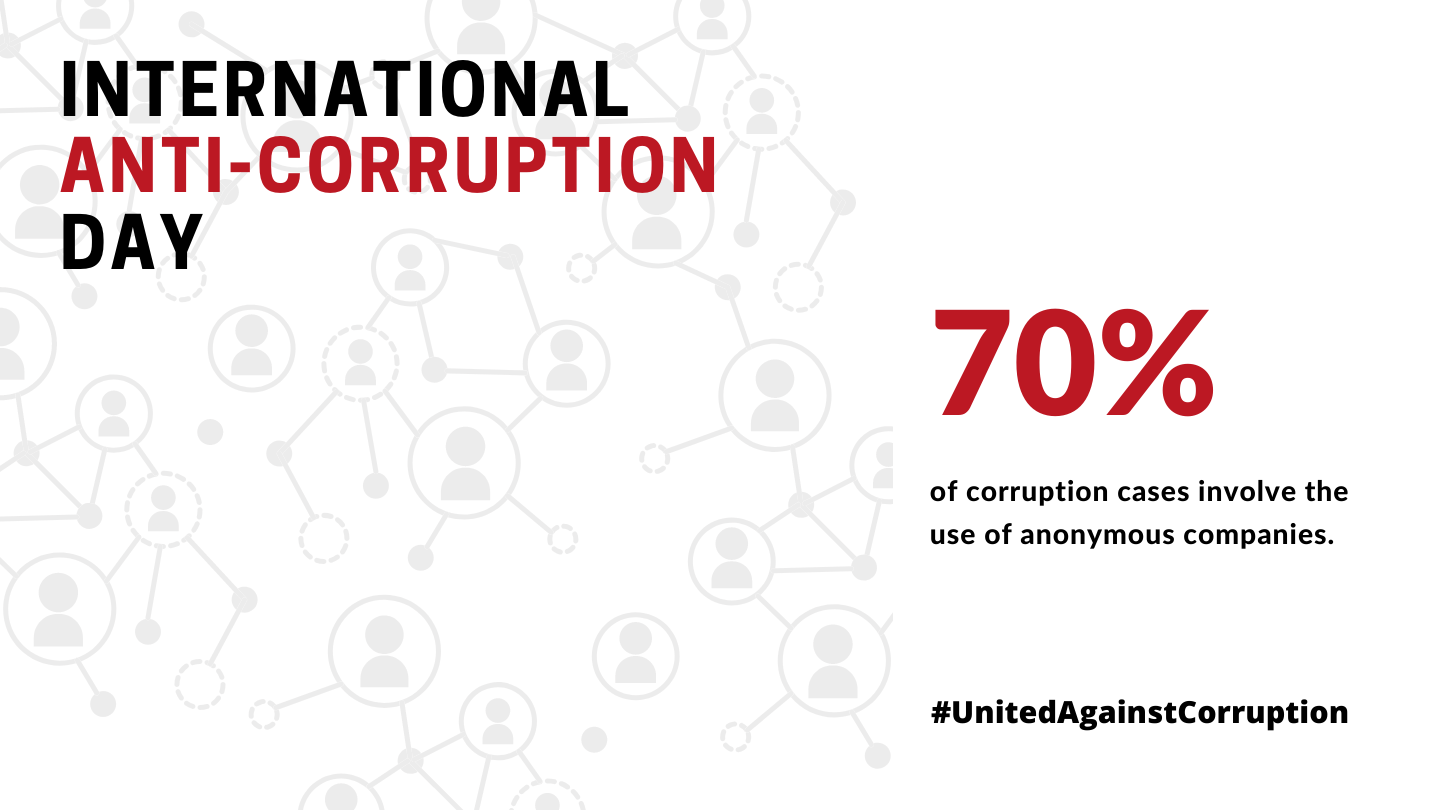 INTERNATIONAL
ANTI-CORRUPTION
DAY
70%
of corruption cases involve the
use of anonymous companies.
#UnitedAgainstCorruption